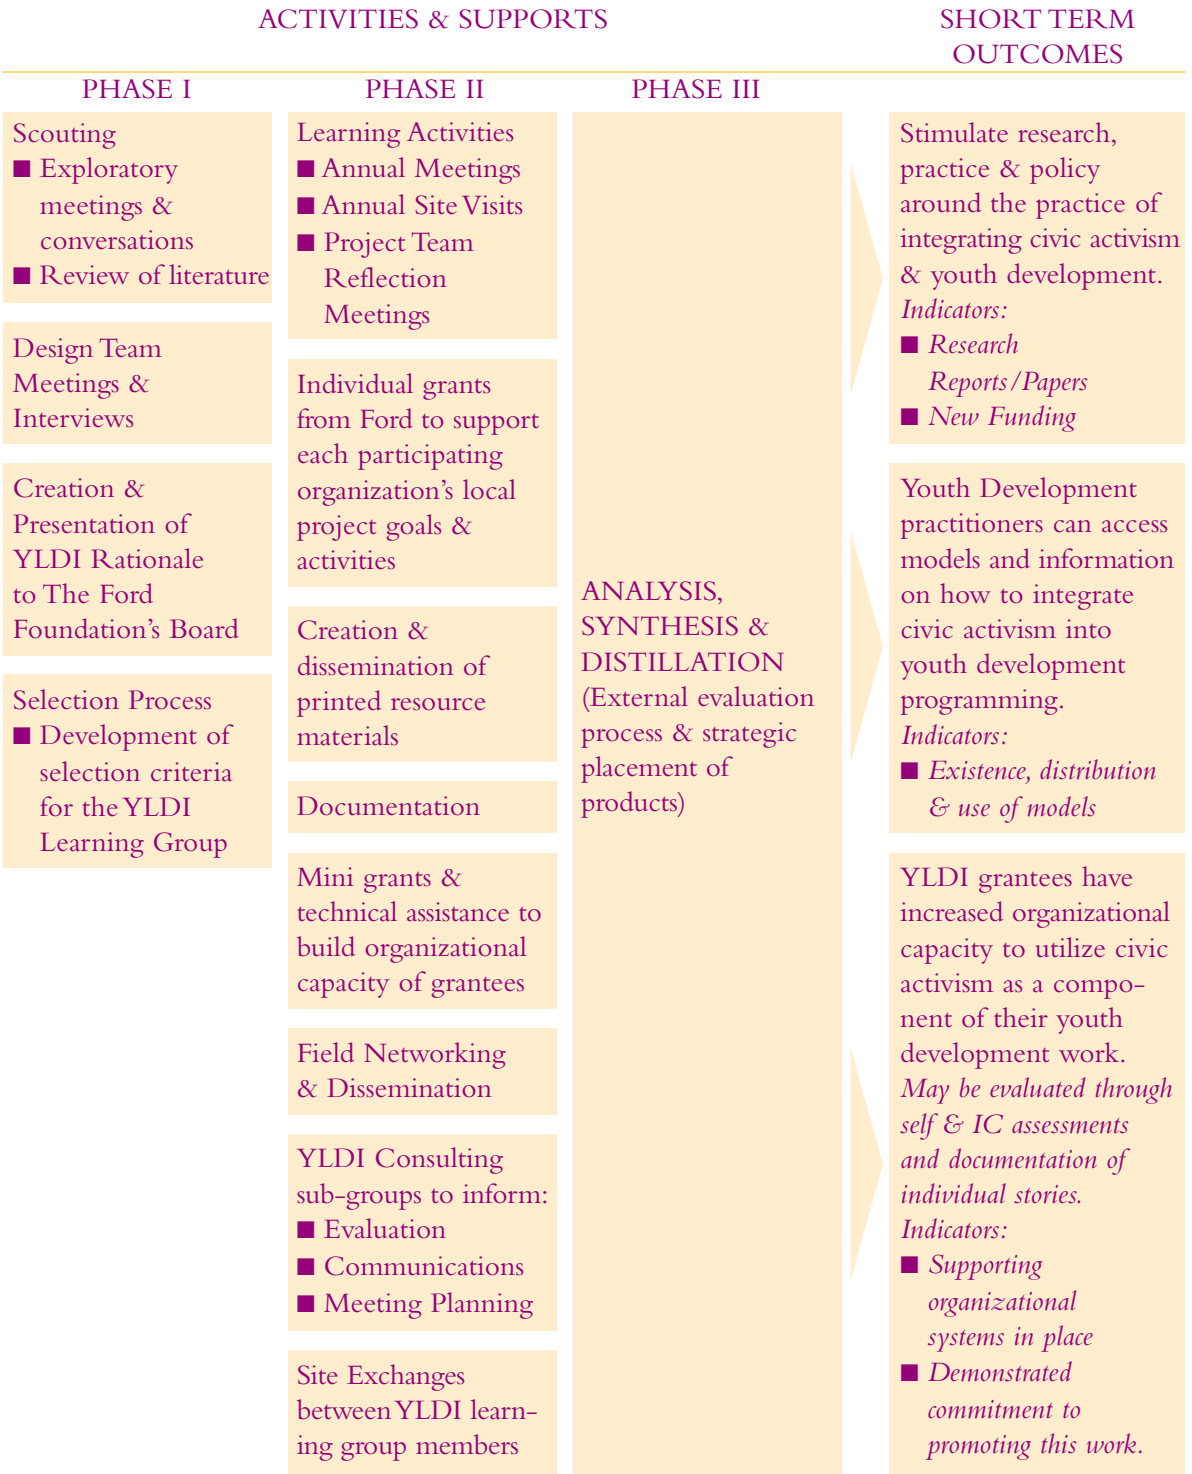 ACTIVITIES & SUPPORTS
SHORT TERM
OUTCOMES
PHASE I
PHASE II
PHASE III
Scouting
■ Exploratory
meetings &
conversations
■ Review of literature
Design Team
Meetings &
Interviews
Creation &
Presentation of
YLDI Rationale
to The Ford
Foundation’s Board
Selection Process
■ Development of
selection criteria
for the YLDI
Learning Group
Learning Activities
■ Annual Meetings
■ Annual Site Visits
■ Project Team
Reflection
Meetings
Individual grants
from Ford to support
each participating
organization’s local
project goals &
activities
Creation &
dissemination of
printed resource
materials
Documentation
Mini grants &
technical assistance to
build organizational
capacity of grantees
Field Networking
& Dissemination
YLDI Consulting
sub-groups to inform:
■ Evaluation
■ Communications
■ Meeting Planning
Site Exchanges
between YLDI learn-
ing group members
ANALYSIS,
SYNTHESIS &
DISTILLATION
(External evaluation
process & strategic
placement of
products)
Stimulate research,
practice & policy
around the practice of
integrating civic activism
& youth development.
Indicators:
■ Research
Reports/Papers
■ New Funding
Youth Development
practitioners can access
models and information
on how to integrate
civic activism into
youth development
programming.
Indicators:
■ Existence, distribution
& use of models
YLDI grantees have
increased organizational
capacity to utilize civic
activism as a compo-
nent of their youth
development work.
May be evaluated through
self & IC assessments
and documentation of
individual stories.
Indicators:
■ Supporting
organizational
systems in place
■ Demonstrated
commitment to
promoting this work.